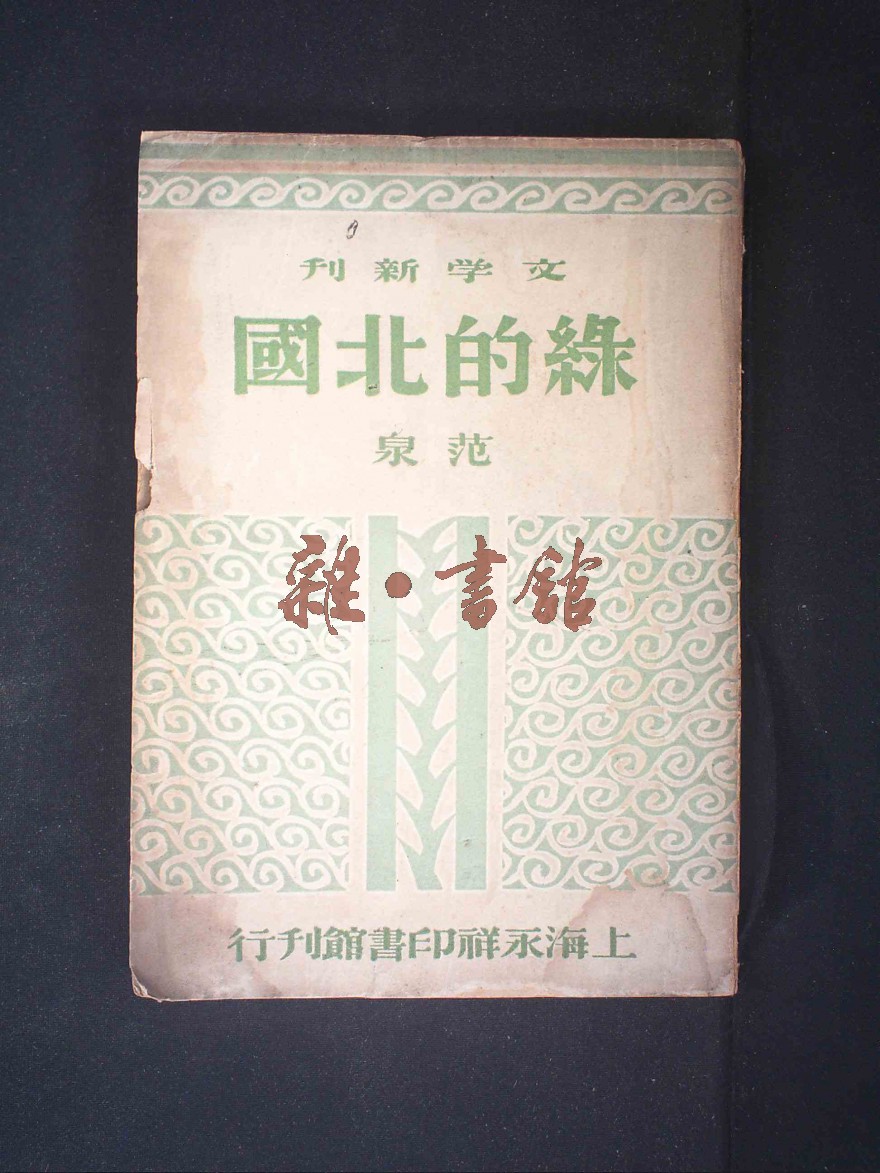 文学新刊
綠的北國
范泉
雜·書館
上海永祥印書館刋行